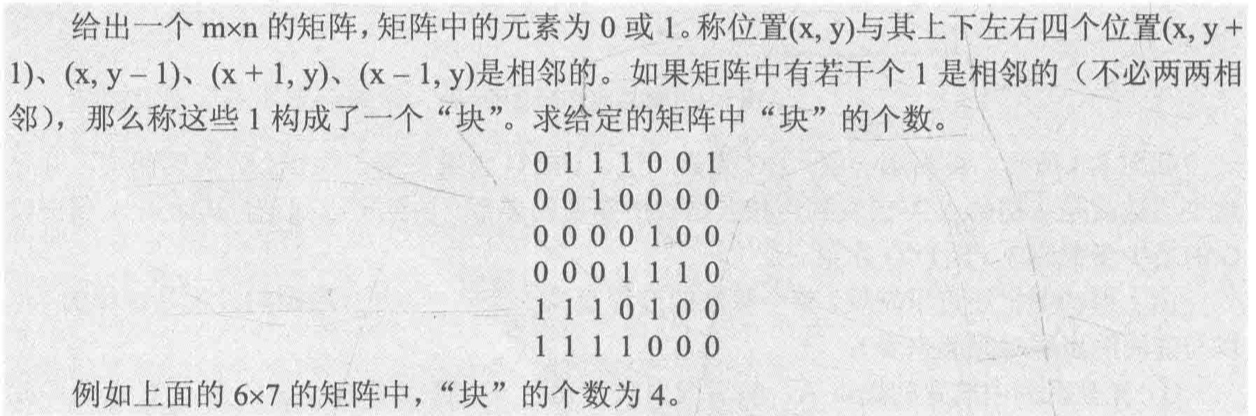 给出一个 m×n 的矩阵,矩阵中的元素为 0 或 1。称位置(x, y)与其上下左右四个位置(x, y +
1)、(x, y – 1)、(x + 1, y)、(x – 1, y)是相邻的。如果矩阵中有若干个 1 是相邻的（不必两两相
邻），那么称这些 1 构成了一个“块”。求给定的矩阵中“块”的个数。
0 1 1 1 0 0 1
0 0 1 0 0 0 0
0 0 0 0 1 0 0
0 0 0 1 1 1 0
1 1 1 0 1 0 0
1 1 1 1 0 0 0
例如上面的 6×7 的矩阵中，“块”的个数为 4。